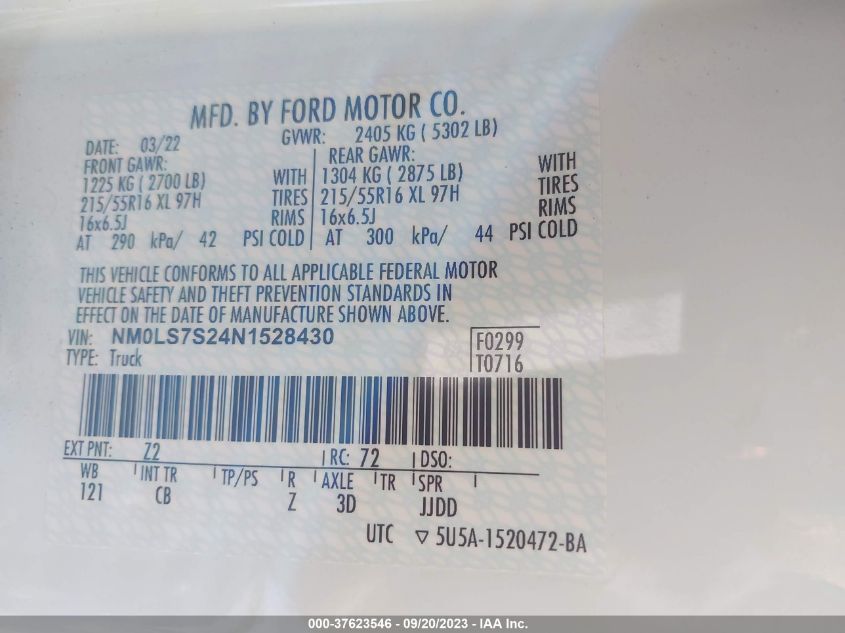 MFD. BY FORD MOTOR CO.
DATE: 03/22 GVWR: 2405 KG ( 5302 LB)
FRONT GAWR: REAR GAWR:
1225 KG ( 2700 LB) WITH 1304 KG ( 2875 LB) WITH
215/55R16 XL 97H TIRES 215/55R16 XL 97H TIRES
16x6.5J RIMS 16x6.5J RIMS
AT 290 kPa/ 42 PSI COLD AT 300 kPa/ 44 PSI COLD
THIS VEHICLE CONFORMS TO ALL APPLICABLE FEDERAL MOTOR
VEHICLE SAFETY AND THEFT PREVENTION STANDARDS IN
EFFECT ON THE DATE OF MANUFACTURE SHOWN ABOVE.
VIN: NM0LS7S24N1528430 F0299
TYPE: Truck T0716
EXT PNT: Z2 RC: 72 DSO:
WB INT TR TP/PS R AXLE TR SPR
121 CB Z 3D JJDD
UTC ▽ 5U5A-1520472-BA
000-37623546 - 09/20/2023 - IAA Inc.